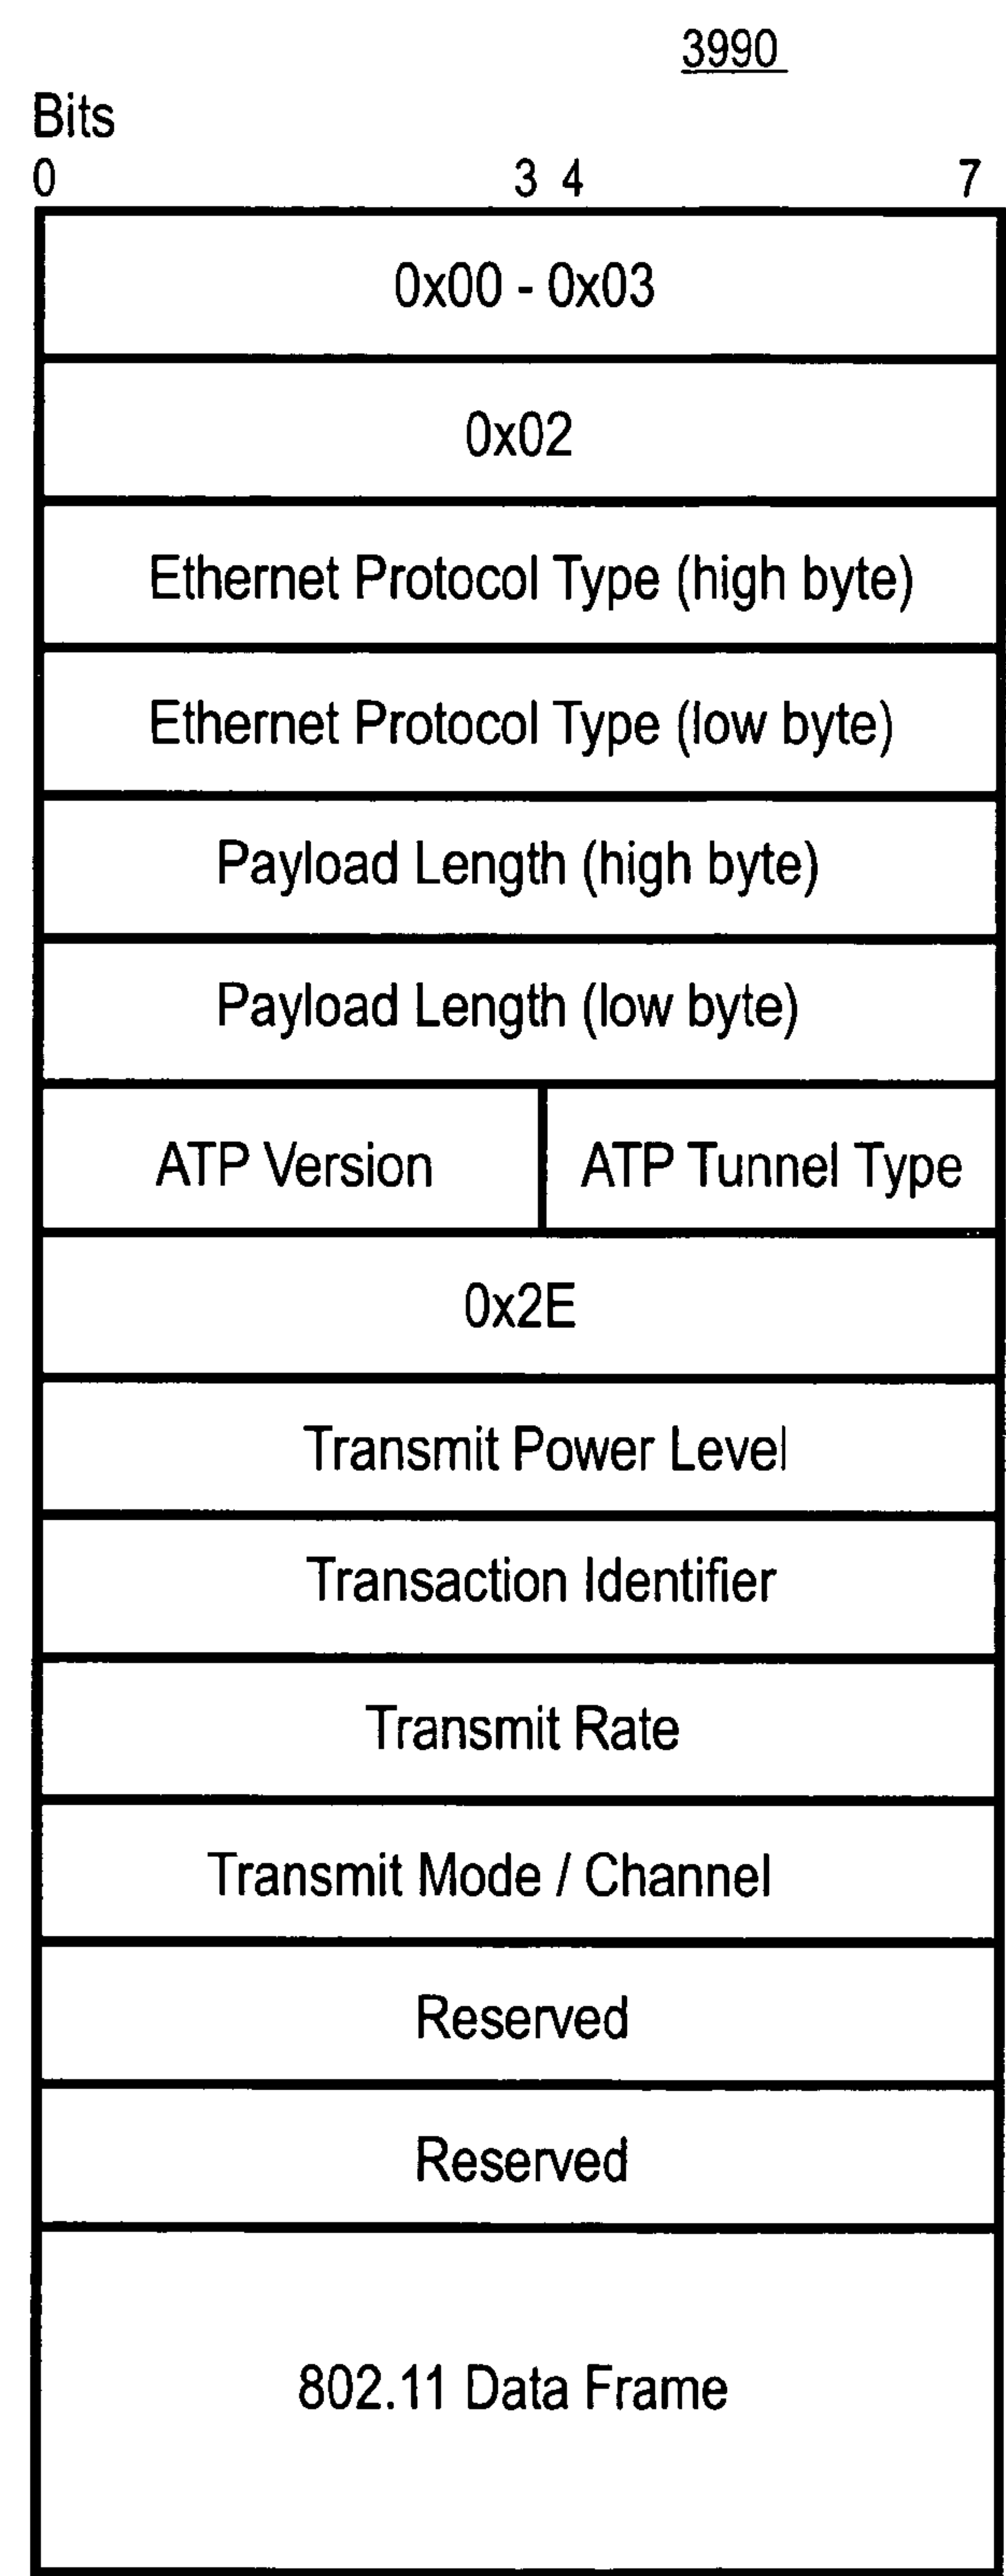 3990
Bits
0 3 4 7
0x00 - 0x03
0x02
Ethernet Protocol Type (high byte)
Ethernet Protocol Type (low byte)
Payload Length (high byte)
Payload Length (low byte)
ATP Version ATP Tunnel Type
0x2E
Transmit Power Level
Transaction Identifier
Transmit Rate
Transmit Mode / Channel
Reserved
Reserved
802.11 Data Frame